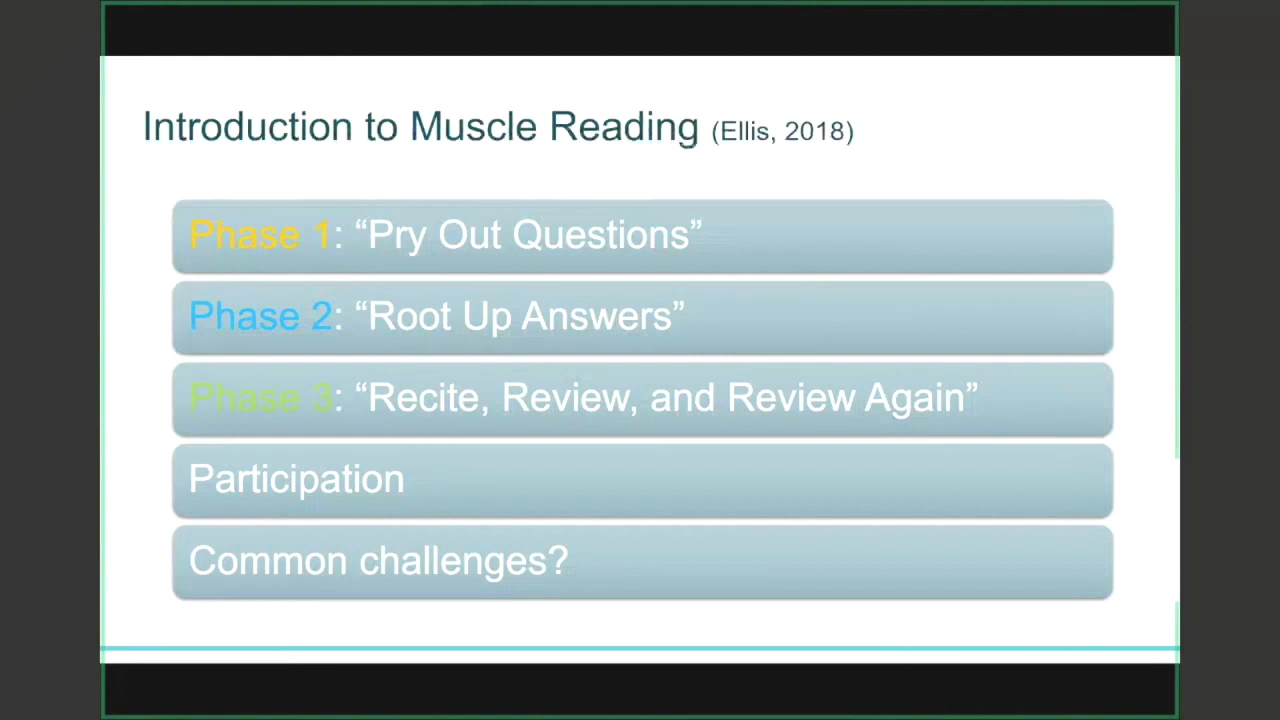 Introduction to Muscle Reading (Ellis, 2018)
Phase 1: “Pry Out Questions”
Phase 2: “Root Up Answers”
Phase 3: “Recite, Review, and Review Again”
Participation
Common challenges?